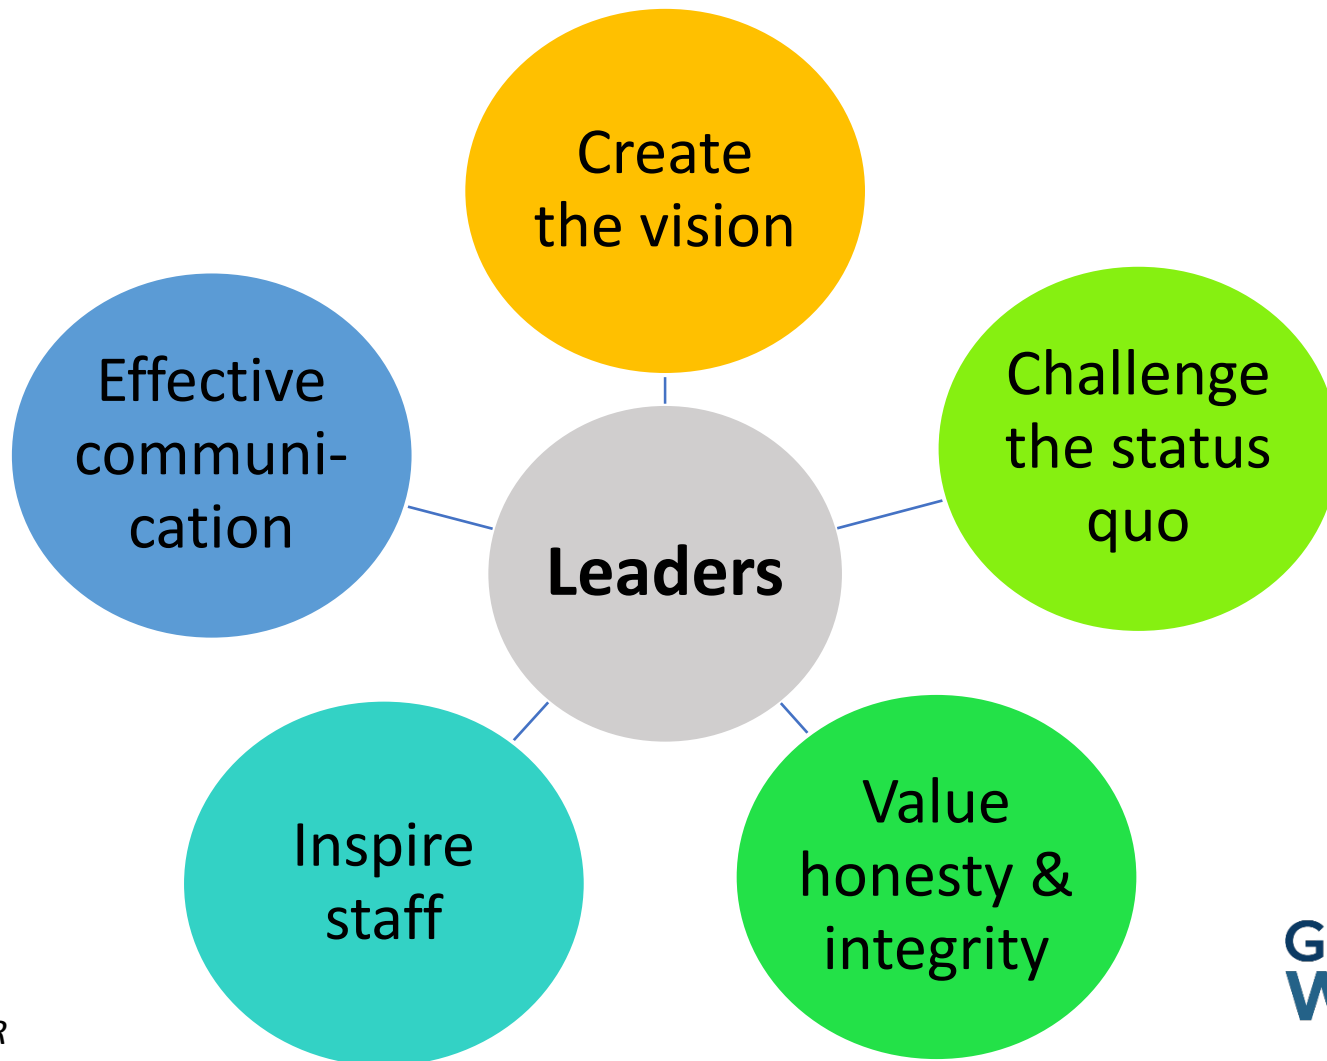 Create
the vision
Challenge
the status
quo
Value
honesty &
integrity
Inspire
staff
Effective
communi-
cation
Leaders